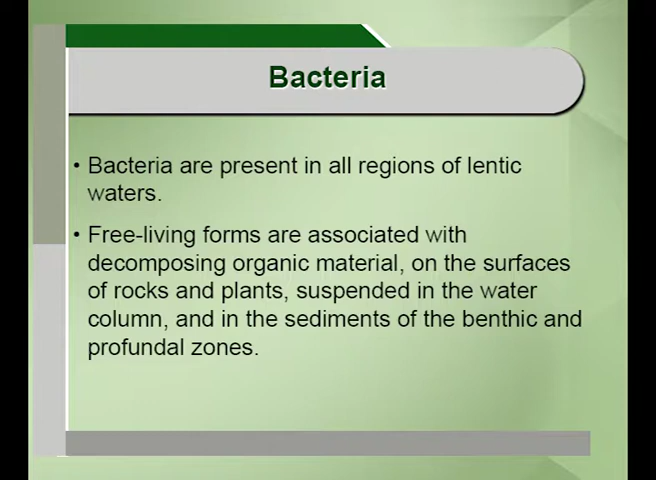 Bacteria
• Bacteria are present in all regions of lentic
waters.
• Free-living forms are associated with
decomposing organic material, on the surfaces
of rocks and plants, suspended in the water
column, and in the sediments of the benthic and
profundal zones.